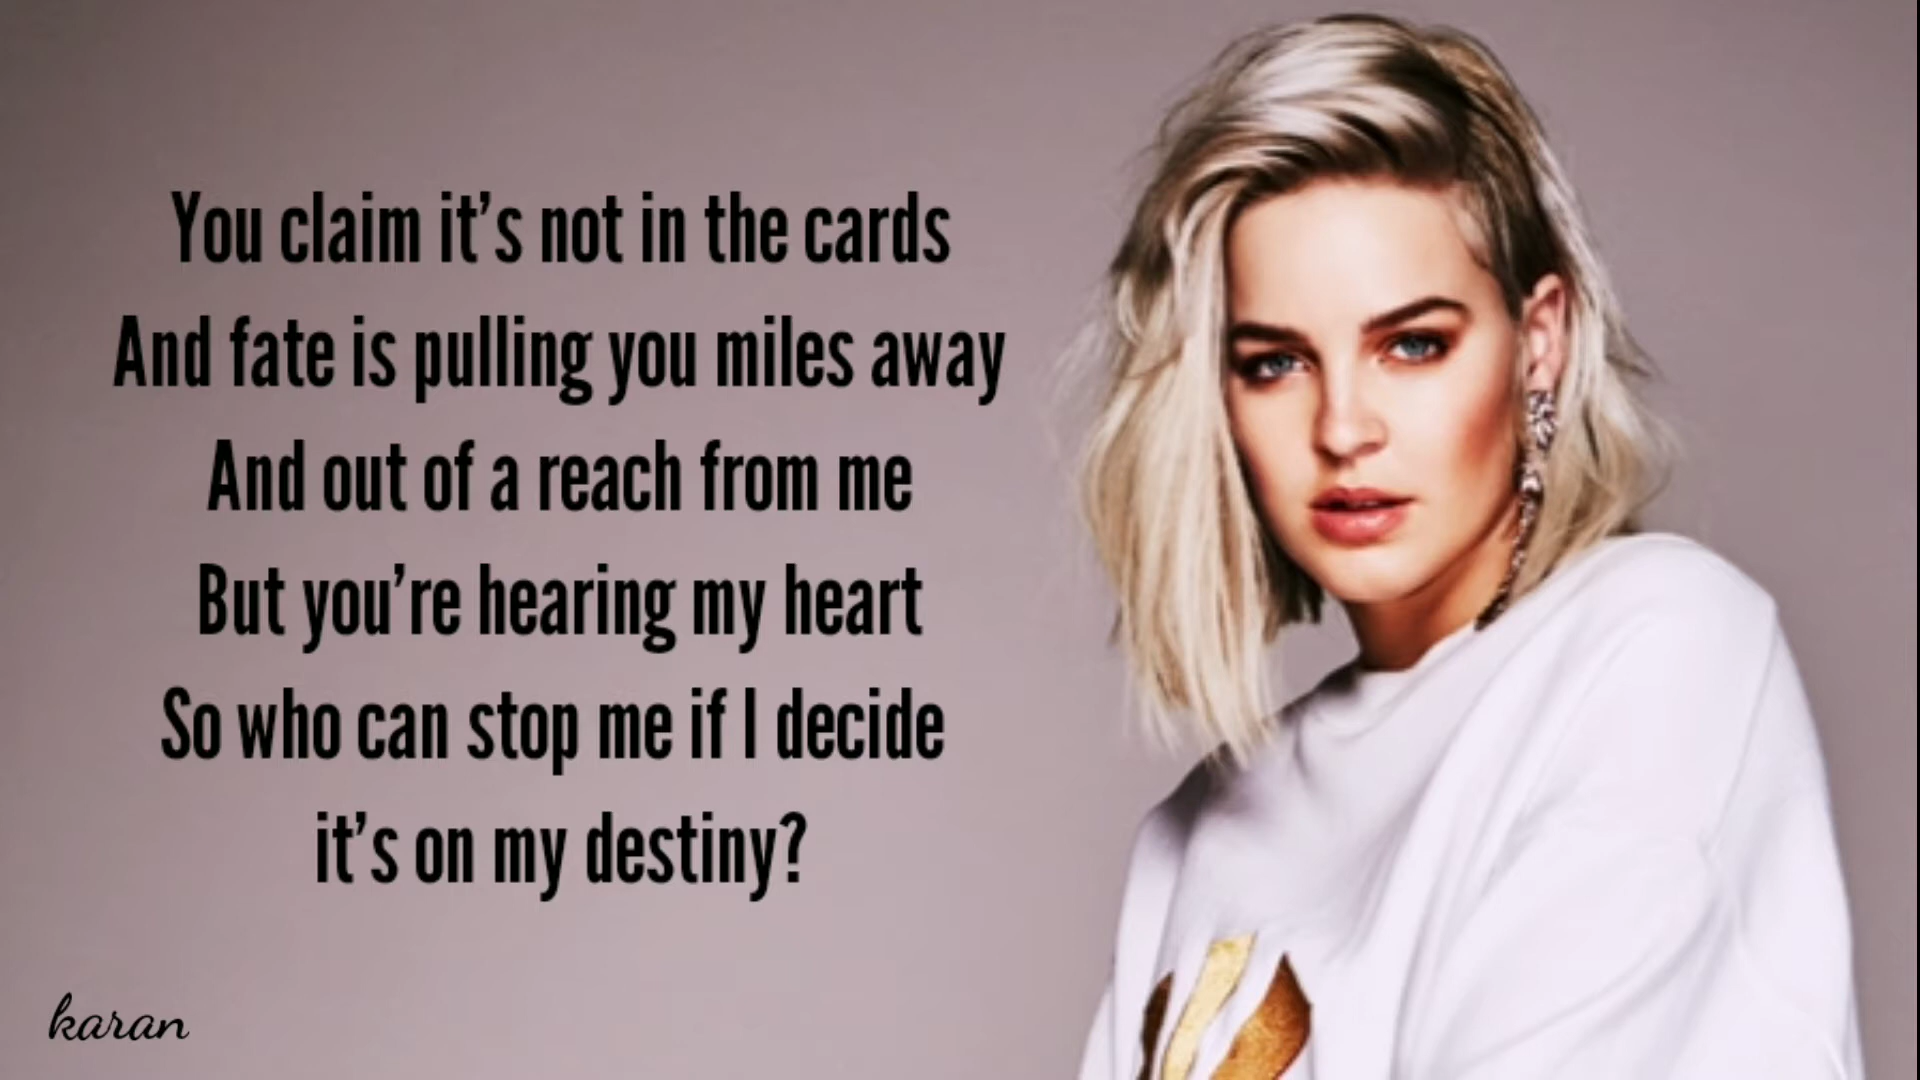 You claim it’s not in the cards
And fate is pulling you miles away
And out of a reach from me
But you’re hearing my heart
So who can stop me if I decide
it’s on my destiny?
karan